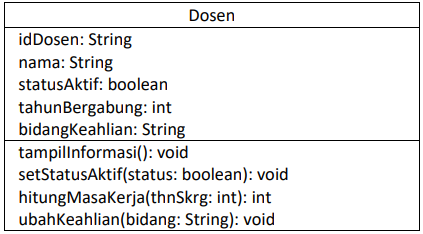 Dosen
idDosen: String
nama: String
statusAktif: boolean
tahunBergabung: int
bidangKeahlian: String
tampilInformasi(): void
setStatusAktif(status: boolean): void
hitungMasaKerja(thnSkrg: int): int
ubahKeahlian(bidang: String): void